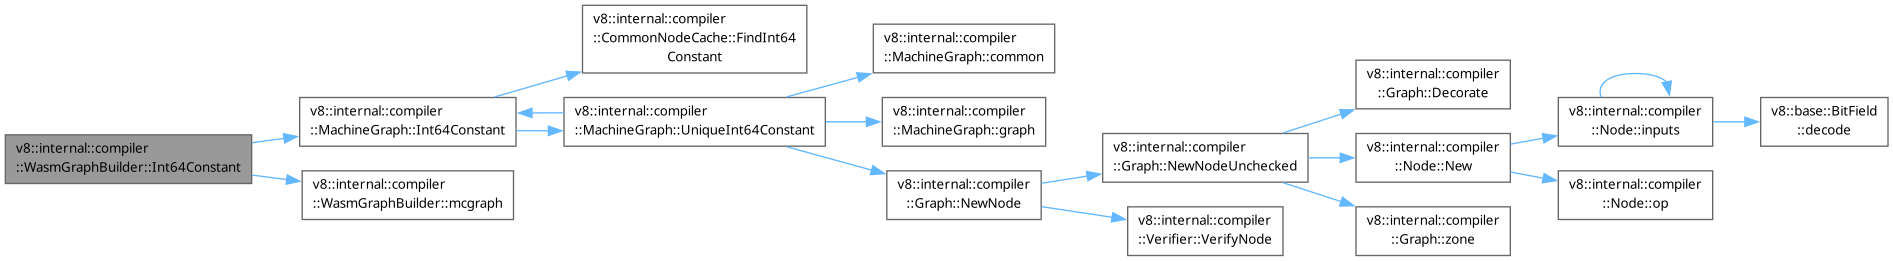 v8::internal::compiler
::WasmGraphBuilder::Int64Constant
v8::internal::compiler
::MachineGraph::Int64Constant
v8::internal::compiler
::WasmGraphBuilder::mcgraph
v8::internal::compiler
::CommonNodeCache::FindInt64
Constant
v8::internal::compiler
::MachineGraph::UniqueInt64Constant
v8::internal::compiler
::MachineGraph::common
v8::internal::compiler
::MachineGraph::graph
v8::internal::compiler
::Graph::NewNode
v8::internal::compiler
::Graph::NewNodeUnchecked
v8::internal::compiler
::Verifier::VerifyNode
v8::internal::compiler
::Graph::Decorate
v8::internal::compiler
::Node::New
v8::internal::compiler
::Graph::zone
v8::internal::compiler
::Node::inputs
v8::internal::compiler
::Node::op
v8::base::BitField
::decode